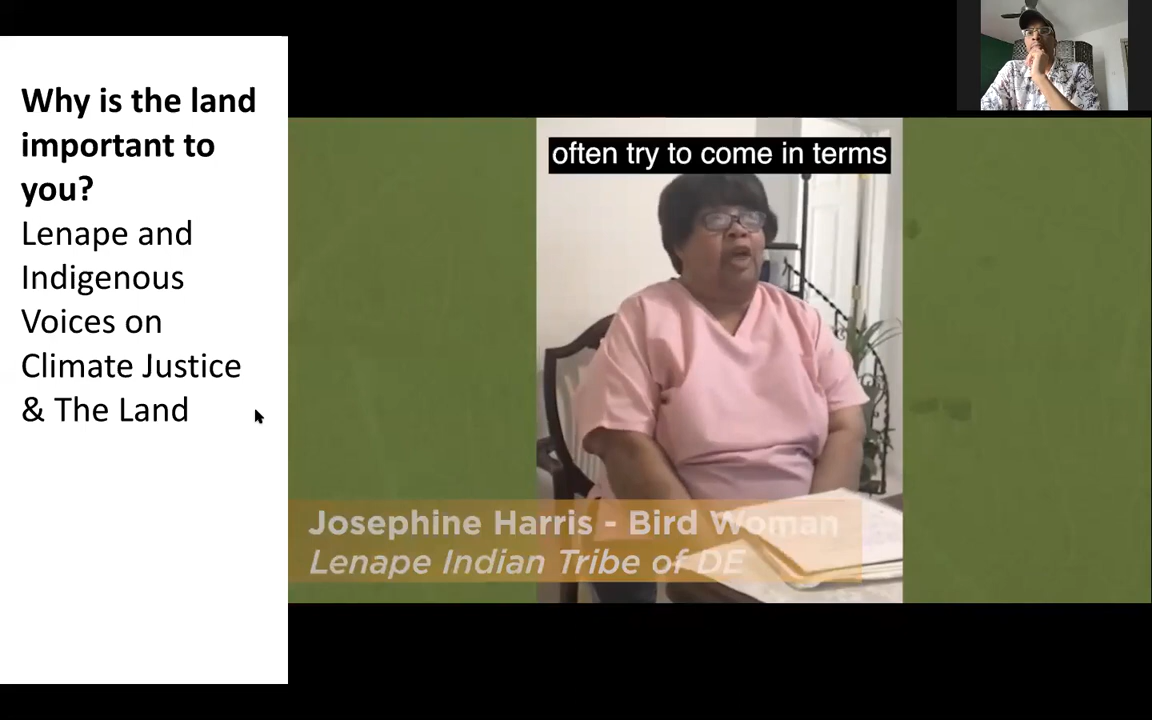 Why is the land
important to
you?
Lenape and
Indigenous
Voices on
Climate Justice
& The Land
often try to come in terms
Josephine Harris - Bird Woman
Lenape Indian Tribe of DE